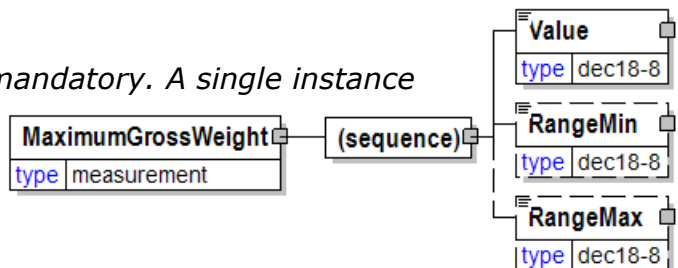 mandatory. A single instance
MaximumGrossWeight
type measurement
(sequence)
Value
type dec18-8
RangeMin
type dec18-8
RangeMax
type dec18-8